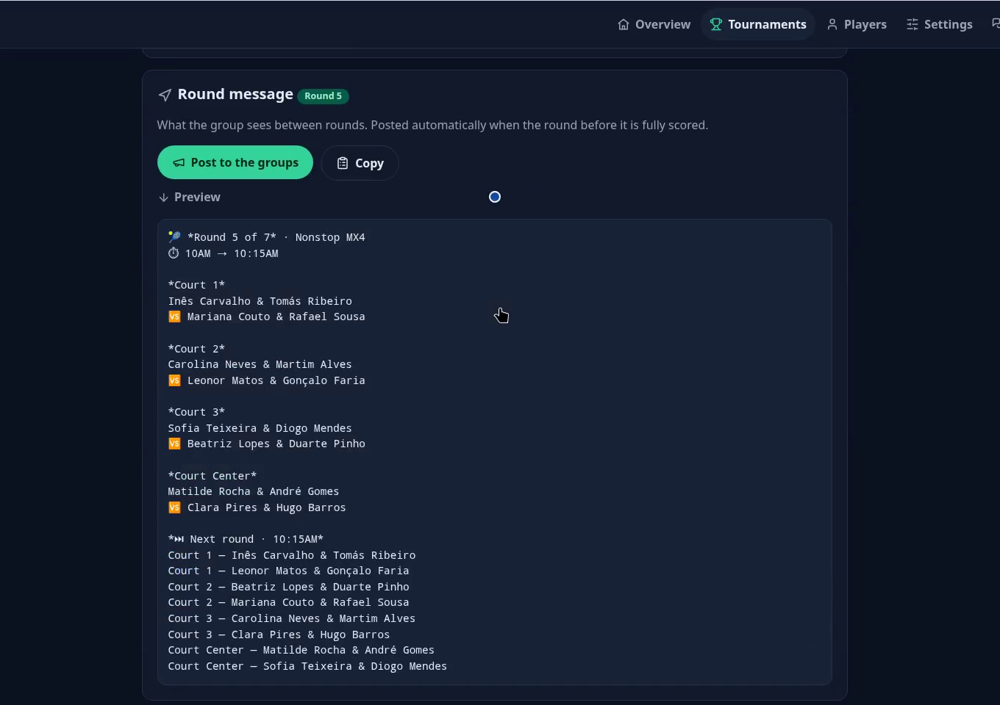 Overview
Tournaments
Players
Settings
Round message Round 5
What the group sees between rounds. Posted automatically when the round before it is fully scored.
Post to the groups
Copy
Preview
🎾 *Round 5 of 7* · Nonstop MX4
⏱ 10AM → 10:15AM
*Court 1*
Inês Carvalho & Tomás Ribeiro
🆚 Mariana Couto & Rafael Sousa
*Court 2*
Carolina Neves & Martim Alves
🆚 Leonor Matos & Gonçalo Faria
*Court 3*
Sofia Teixeira & Diogo Mendes
🆚 Beatriz Lopes & Duarte Pinho
*Court Center*
Matilde Rocha & André Gomes
🆚 Clara Pires & Hugo Barros
*⏭ Next round · 10:15AM*
Court 1 — Inês Carvalho & Tomás Ribeiro
Court 1 — Leonor Matos & Gonçalo Faria
Court 2 — Beatriz Lopes & Duarte Pinho
Court 2 — Mariana Couto & Rafael Sousa
Court 3 — Carolina Neves & Martim Alves
Court 3 — Clara Pires & Hugo Barros
Court Center — Matilde Rocha & André Gomes
Court Center — Sofia Teixeira & Diogo Mendes